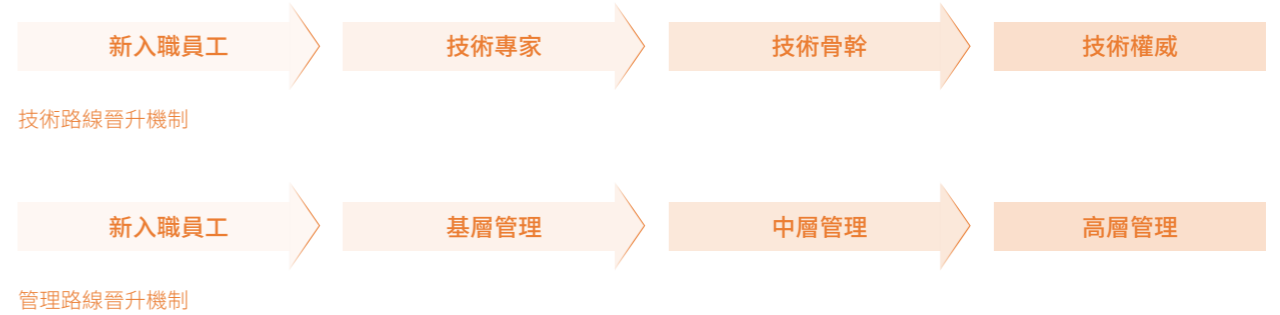 新入職員工
技術專家
技術骨幹
技術權威
技術路線晉升機制
新入職員工
基層管理
中層管理
高層管理
管理路線晉升機制